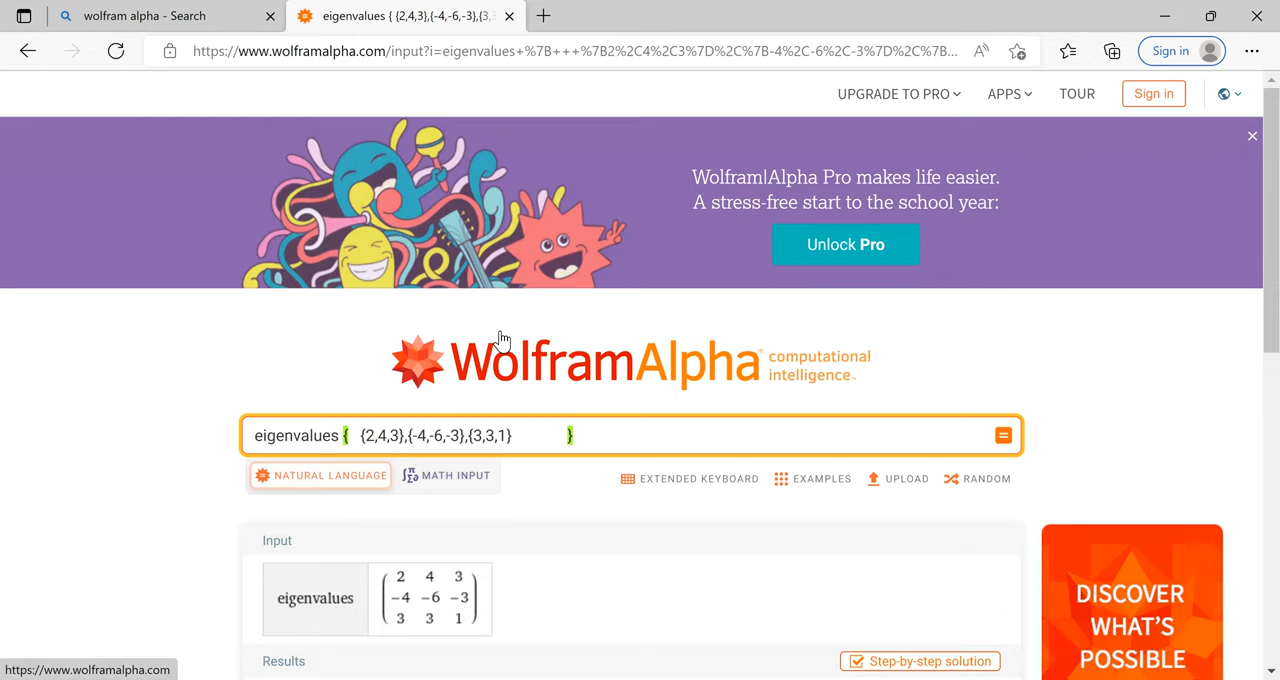 wolfram alpha - Search
eigenvalues { {2,4,3},{-4,-6,-3},{3,
https://www.wolframalpha.com/input?i=eigenvalues+%7B+++%7B2%2C4%2C3%7D%2C%7B-4%2C-6%2C-3%7D%2C%7B...
Sign in
UPGRADE TO PRO
APPS
TOUR
Sign in
Wolfram|Alpha Pro makes life easier.
A stress-free start to the school year:
Unlock Pro
WolframAlpha computational
intelligence™
eigenvalues { {2,4,3},{-4,-6,-3},{3,3,1} }
NATURAL LANGUAGE
MATH INPUT
EXTENDED KEYBOARD
EXAMPLES
UPLOAD
RANDOM
Input
eigenvalues
2 4 3
-4 -6 -3
3 3 1
Results
Step-by-step solution
DISCOVER
WHAT'S
POSSIBLE
https://www.wolframalpha.com